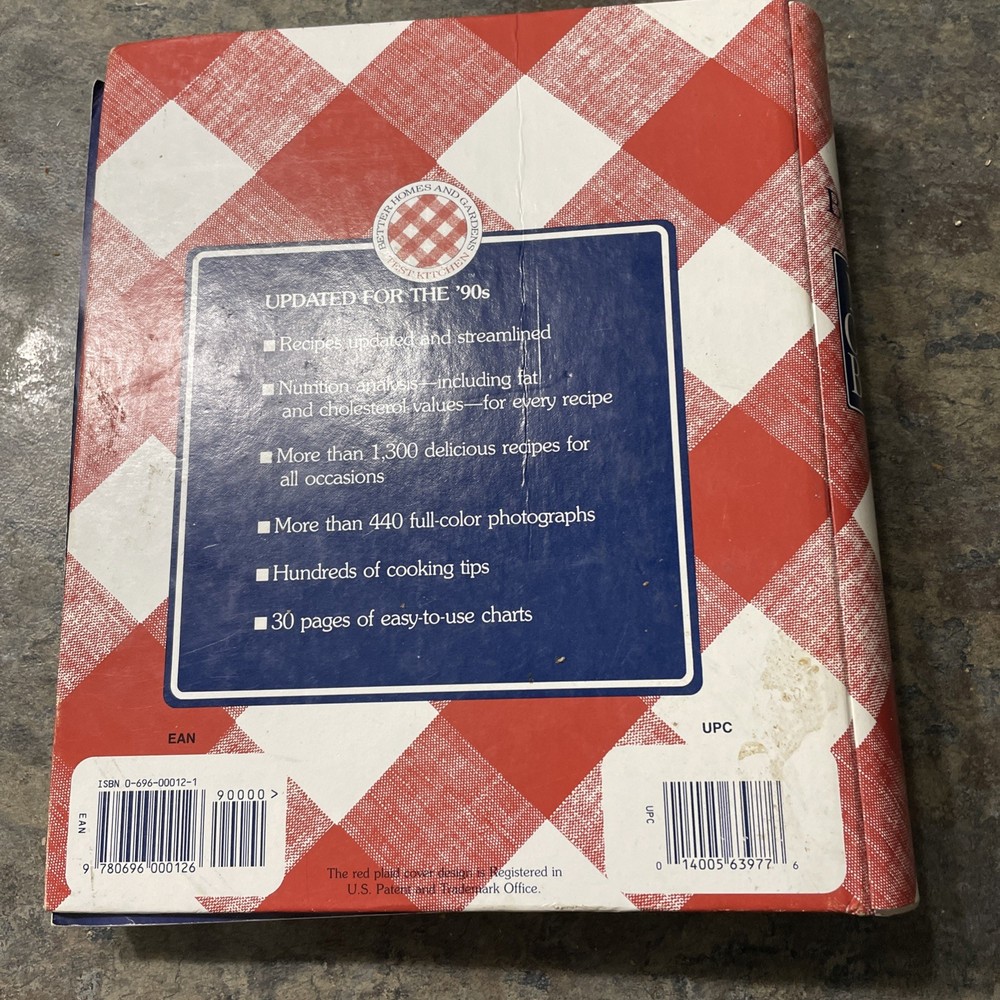 BETTER HOMES AND GARDENS
TEST KITCHEN
UPDATED FOR THE '90s
Recipes updated and streamlined
Nutrition analysis—including fat
and cholesterol values—for every recipe
More than 1,300 delicious recipes for
all occasions
More than 440 full-color photographs
Hundreds of cooking tips
30 pages of easy-to-use charts
EAN
UPC
ISBN 0-696-00012-1
90000 >
EAN
9 780696 000126
UPC
0 14005 63977 6
The red plaid cover design is Registered in
U.S. Patent and Trademark Office.